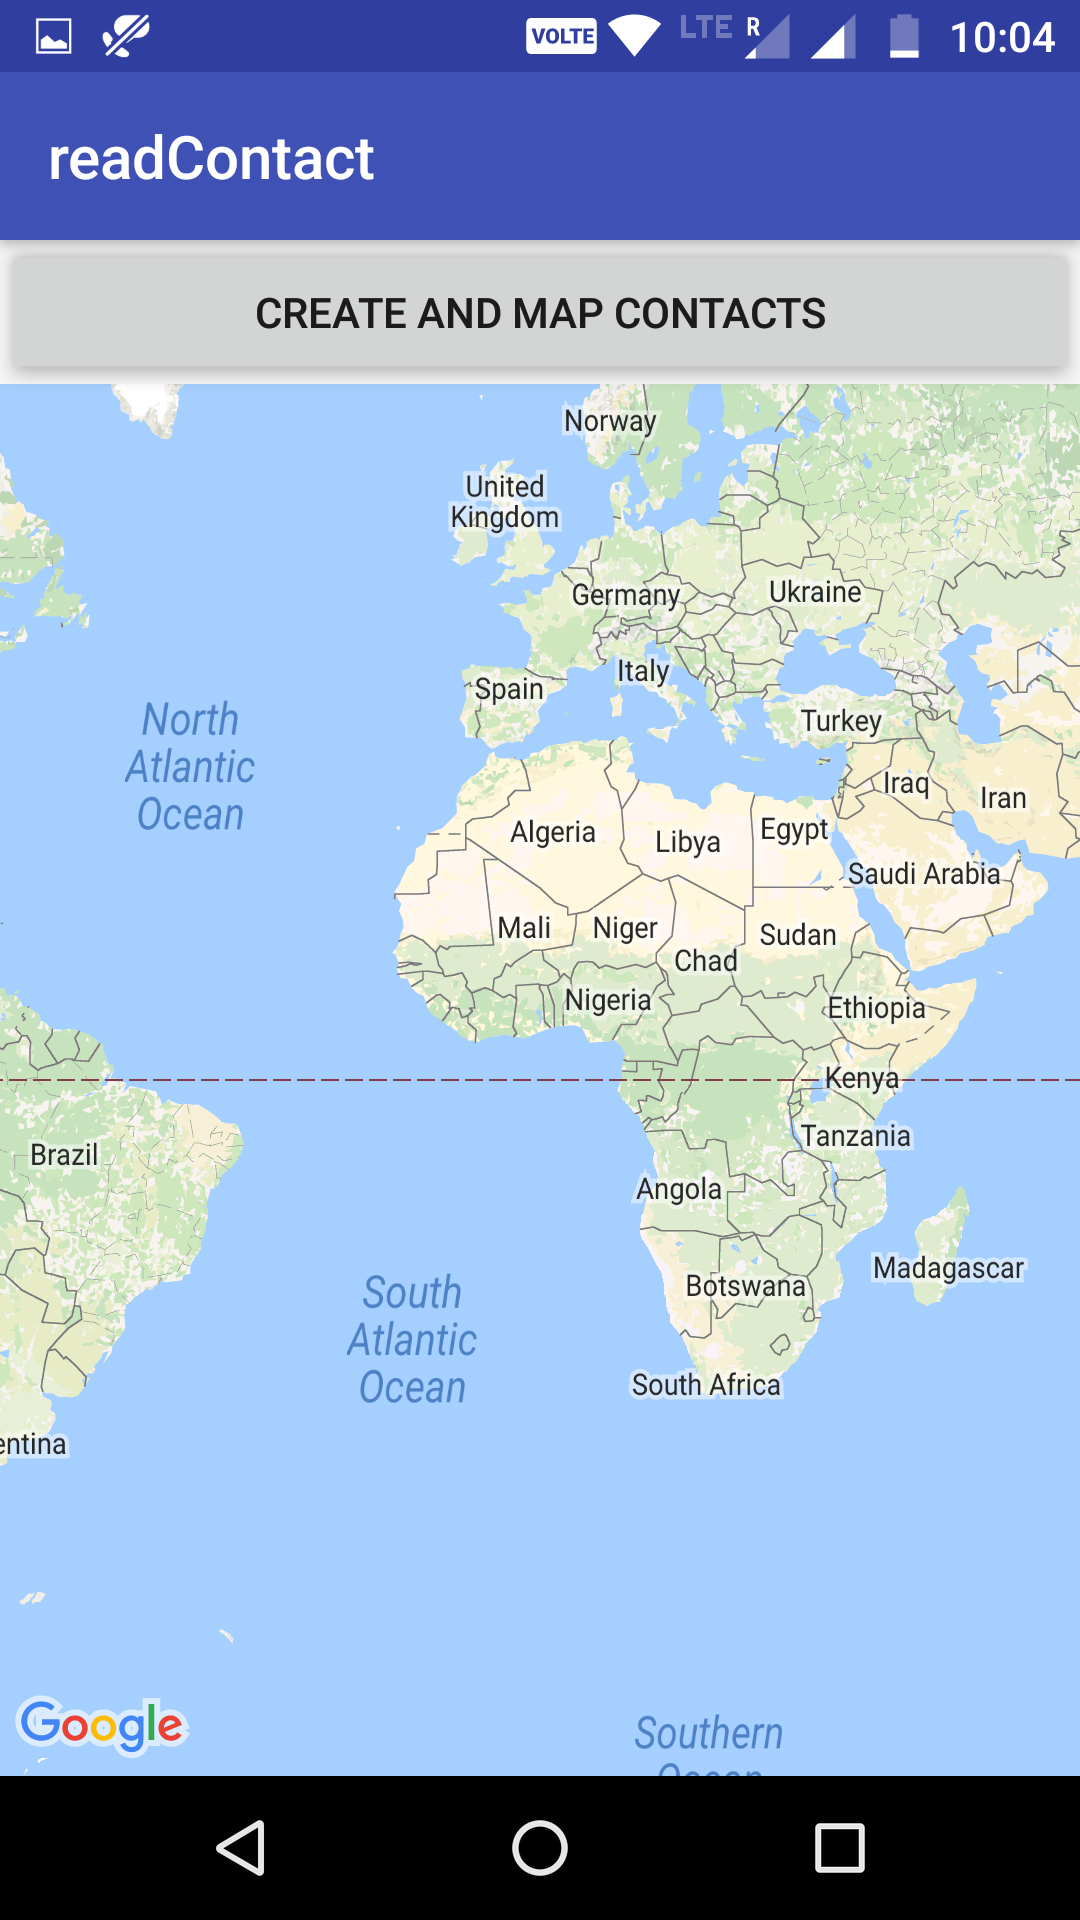 VOLTE LTE R 10:04
readContact
CREATE AND MAP CONTACTS
Norway
United
Kingdom
Germany
Ukraine
Italy
Spain
Turkey
North
Atlantic
Ocean
Iraq
Iran
Algeria
Libya
Egypt
Saudi Arabia
Mali
Niger
Sudan
Chad
Nigeria
Ethiopia
Kenya
Tanzania
Brazil
Angola
Madagascar
Botswana
South
Atlantic
Ocean
South Africa
entina
Google
Southern
Ocean